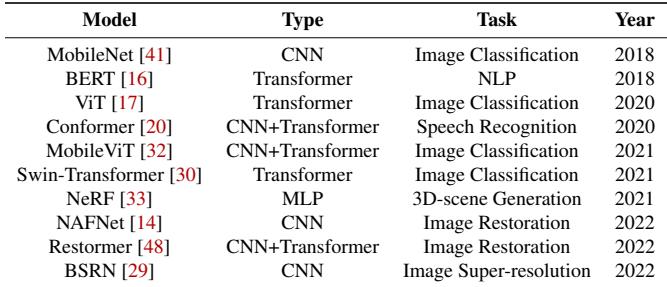 Model Type Task Year
MobileNet [41] CNN Image Classification 2018
BERT [16] Transformer NLP 2018
ViT [17] Transformer Image Classification 2020
Conformer [20] CNN+Transformer Speech Recognition 2020
MobileViT [32] CNN+Transformer Image Classification 2021
Swin-Transformer [30] Transformer Image Classification 2021
NeRF [33] MLP 3D-scene Generation 2021
NAFNet [14] CNN Image Restoration 2022
Restormer [48] CNN+Transformer Image Restoration 2022
BSRN [29] CNN Image Super-resolution 2022